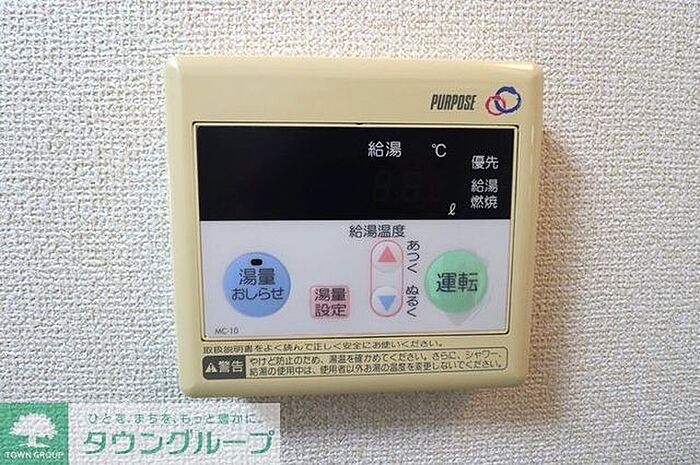 PURPOSE
給湯 ℃
優先
給湯
燃焼
ℓ
給湯温度
あつく
ぬるく
湯量
おしらせ
湯量
設定
運転
MC-10
取扱説明書をよく読んで正しく安全にお使いください。
警告
やけど防止のため、湯温を確かめてください。さらに、シャワー、
給湯の使用中は、使用者以外お湯の温度を変更しないでください。
ひとを、まちを、もっと豊かに。
タウングループ
TOWN GROUP